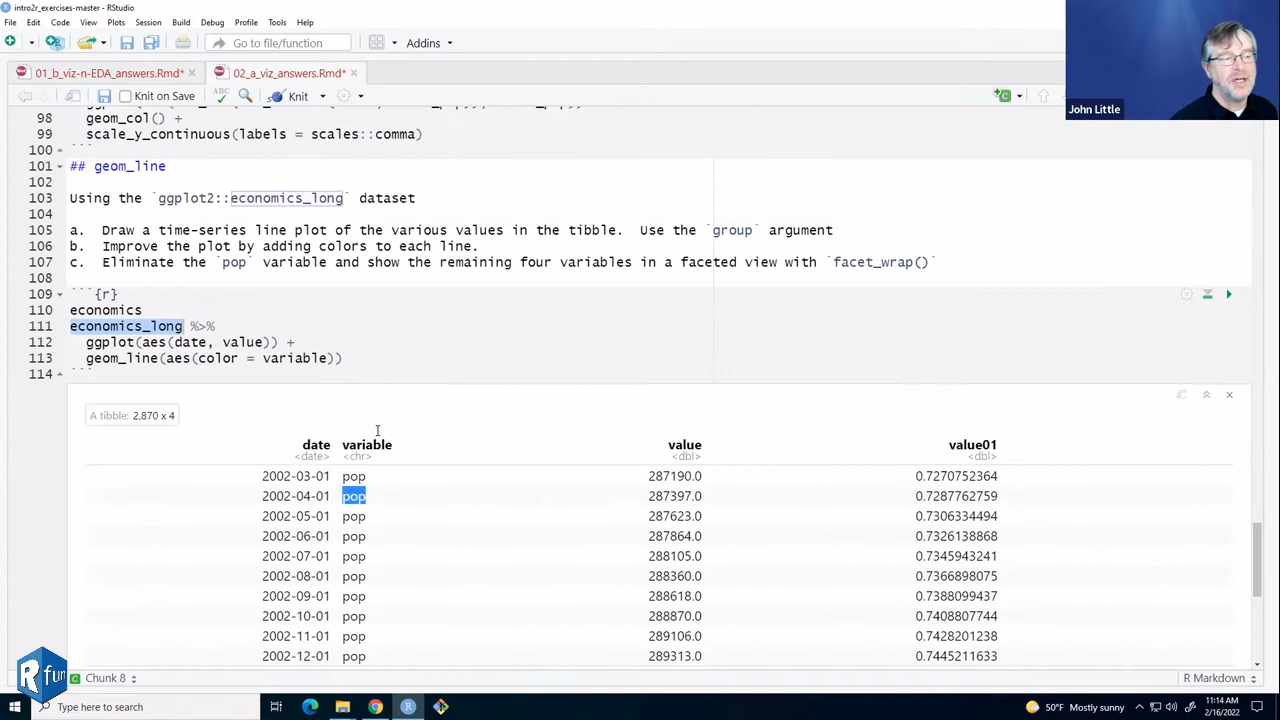 intro2r_exercises-master - RStudio
File Edit Code View Plots Session Build Debug Profile Tools Help
Go to file/function Addins
01_b_viz-n-EDA_answers.Rmd* 02_a_viz_answers.Rmd*
Knit on Save ABC Knit
John Little
98 geom_col() +
99 scale_y_continuous(labels = scales::comma)
100 ```
101 ## geom_line
102
103 Using the `ggplot2::economics_long` dataset
104
105 a. Draw a time-series line plot of the various values in the tibble. Use the `group` argument
106 b. Improve the plot by adding colors to each line.
107 c. Eliminate the `pop` variable and show the remaining four variables in a faceted view with `facet_wrap()`
108
109 ```{r}
110 economics
111 economics_long %>%
112 ggplot(aes(date, value)) +
113 geom_line(aes(color = variable))
114 ```
A tibble: 2,870 x 4
date variable value value01
<date> <chr> <dbl> <dbl>
2002-03-01 pop 287190.0 0.7270752364
2002-04-01 pop 287397.0 0.7287762759
2002-05-01 pop 287623.0 0.7306334494
2002-06-01 pop 287864.0 0.7326138868
2002-07-01 pop 288105.0 0.7345943241
2002-08-01 pop 288360.0 0.7366898075
2002-09-01 pop 288618.0 0.7388099437
2002-10-01 pop 288870.0 0.7408807744
2002-11-01 pop 289106.0 0.7428201238
2002-12-01 pop 289313.0 0.7445211633
R fun
Chunk 8 R Markdown
Type here to search 50°F Mostly sunny 11:14 AM
2/16/2022